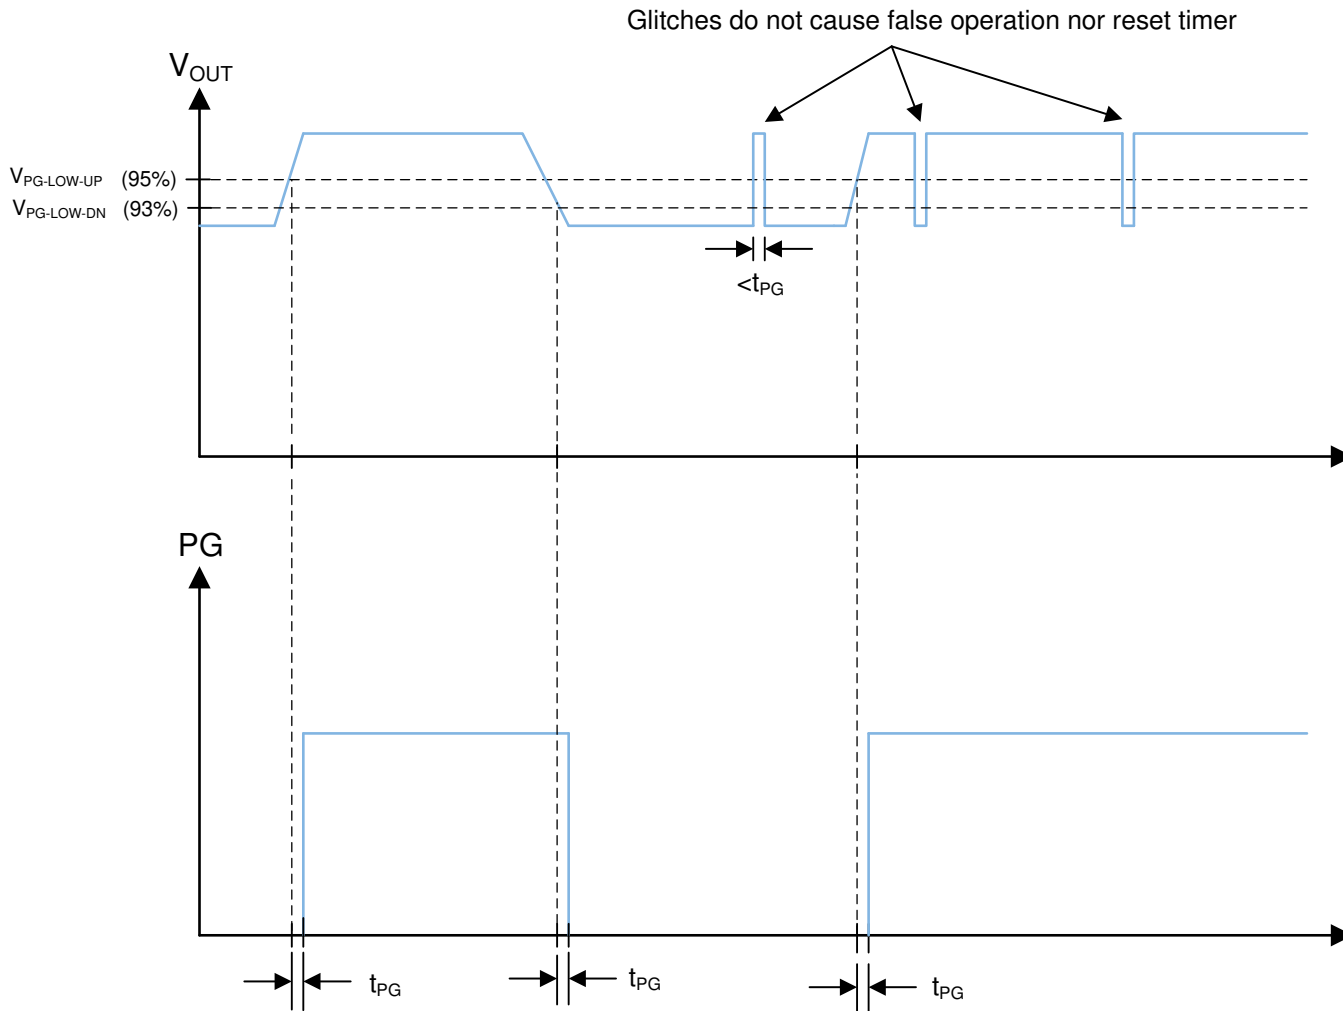 Glitches do not cause false operation nor reset timer
VOUT
VPG-LOW-UP (95%)
VPG-LOW-DN (93%)
<tPG
PG
tPG
tPG
tPG